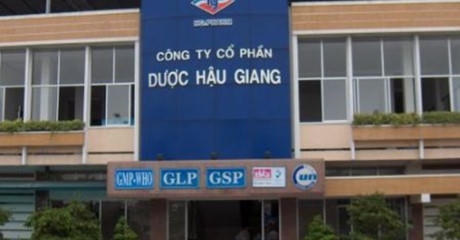 CÔNG TY CỔ PHẦN
DƯỢC HẬU GIANG
GMP-WHO GLP GSP